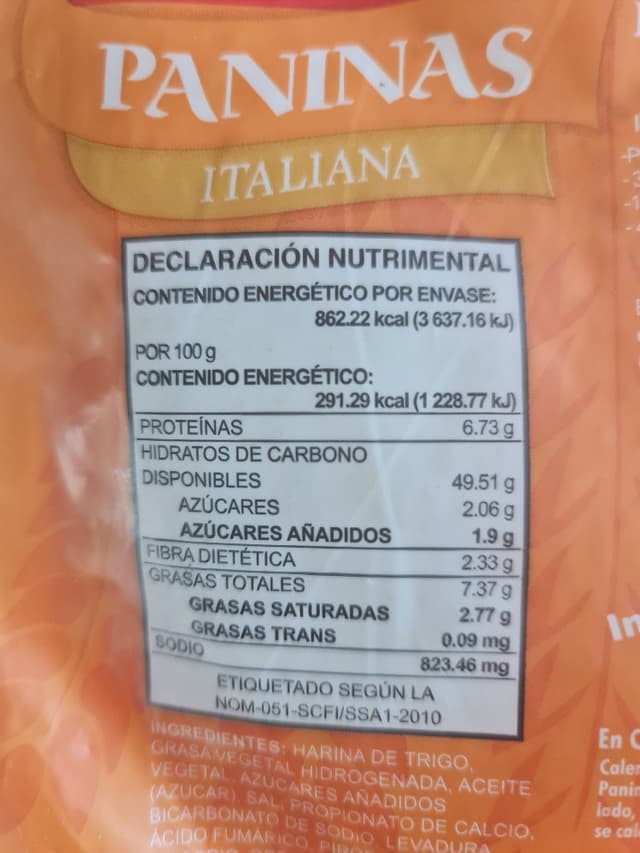 PANINAS
ITALIANA
DECLARACIÓN NUTRIMENTAL
CONTENIDO ENERGÉTICO POR ENVASE:
862.22 kcal (3 637.16 kJ)
POR 100 g
CONTENIDO ENERGÉTICO:
291.29 kcal (1 228.77 kJ)
PROTEÍNAS 6.73 g
HIDRATOS DE CARBONO
DISPONIBLES 49.51 g
AZÚCARES 2.06 g
AZÚCARES AÑADIDOS 1.9 g
FIBRA DIETÉTICA 2.33 g
GRASAS TOTALES 7.37 g
GRASAS SATURADAS 2.77 g
GRASAS TRANS 0.09 mg
SODIO 823.46 mg
ETIQUETADO SEGÚN LA
NOM-051-SCFI/SSA1-2010
INGREDIENTES: HARINA DE TRIGO,
GRASA VEGETAL HIDROGENADA, ACEITE
VEGETAL, AZÚCARES AÑADIDOS
(AZÚCAR), SAL, PROPIONATO DE CALCIO,
BICARBONATO DE SODIO, LEVADURA,
ÁCIDO FUMÁRICO,
En
lado,